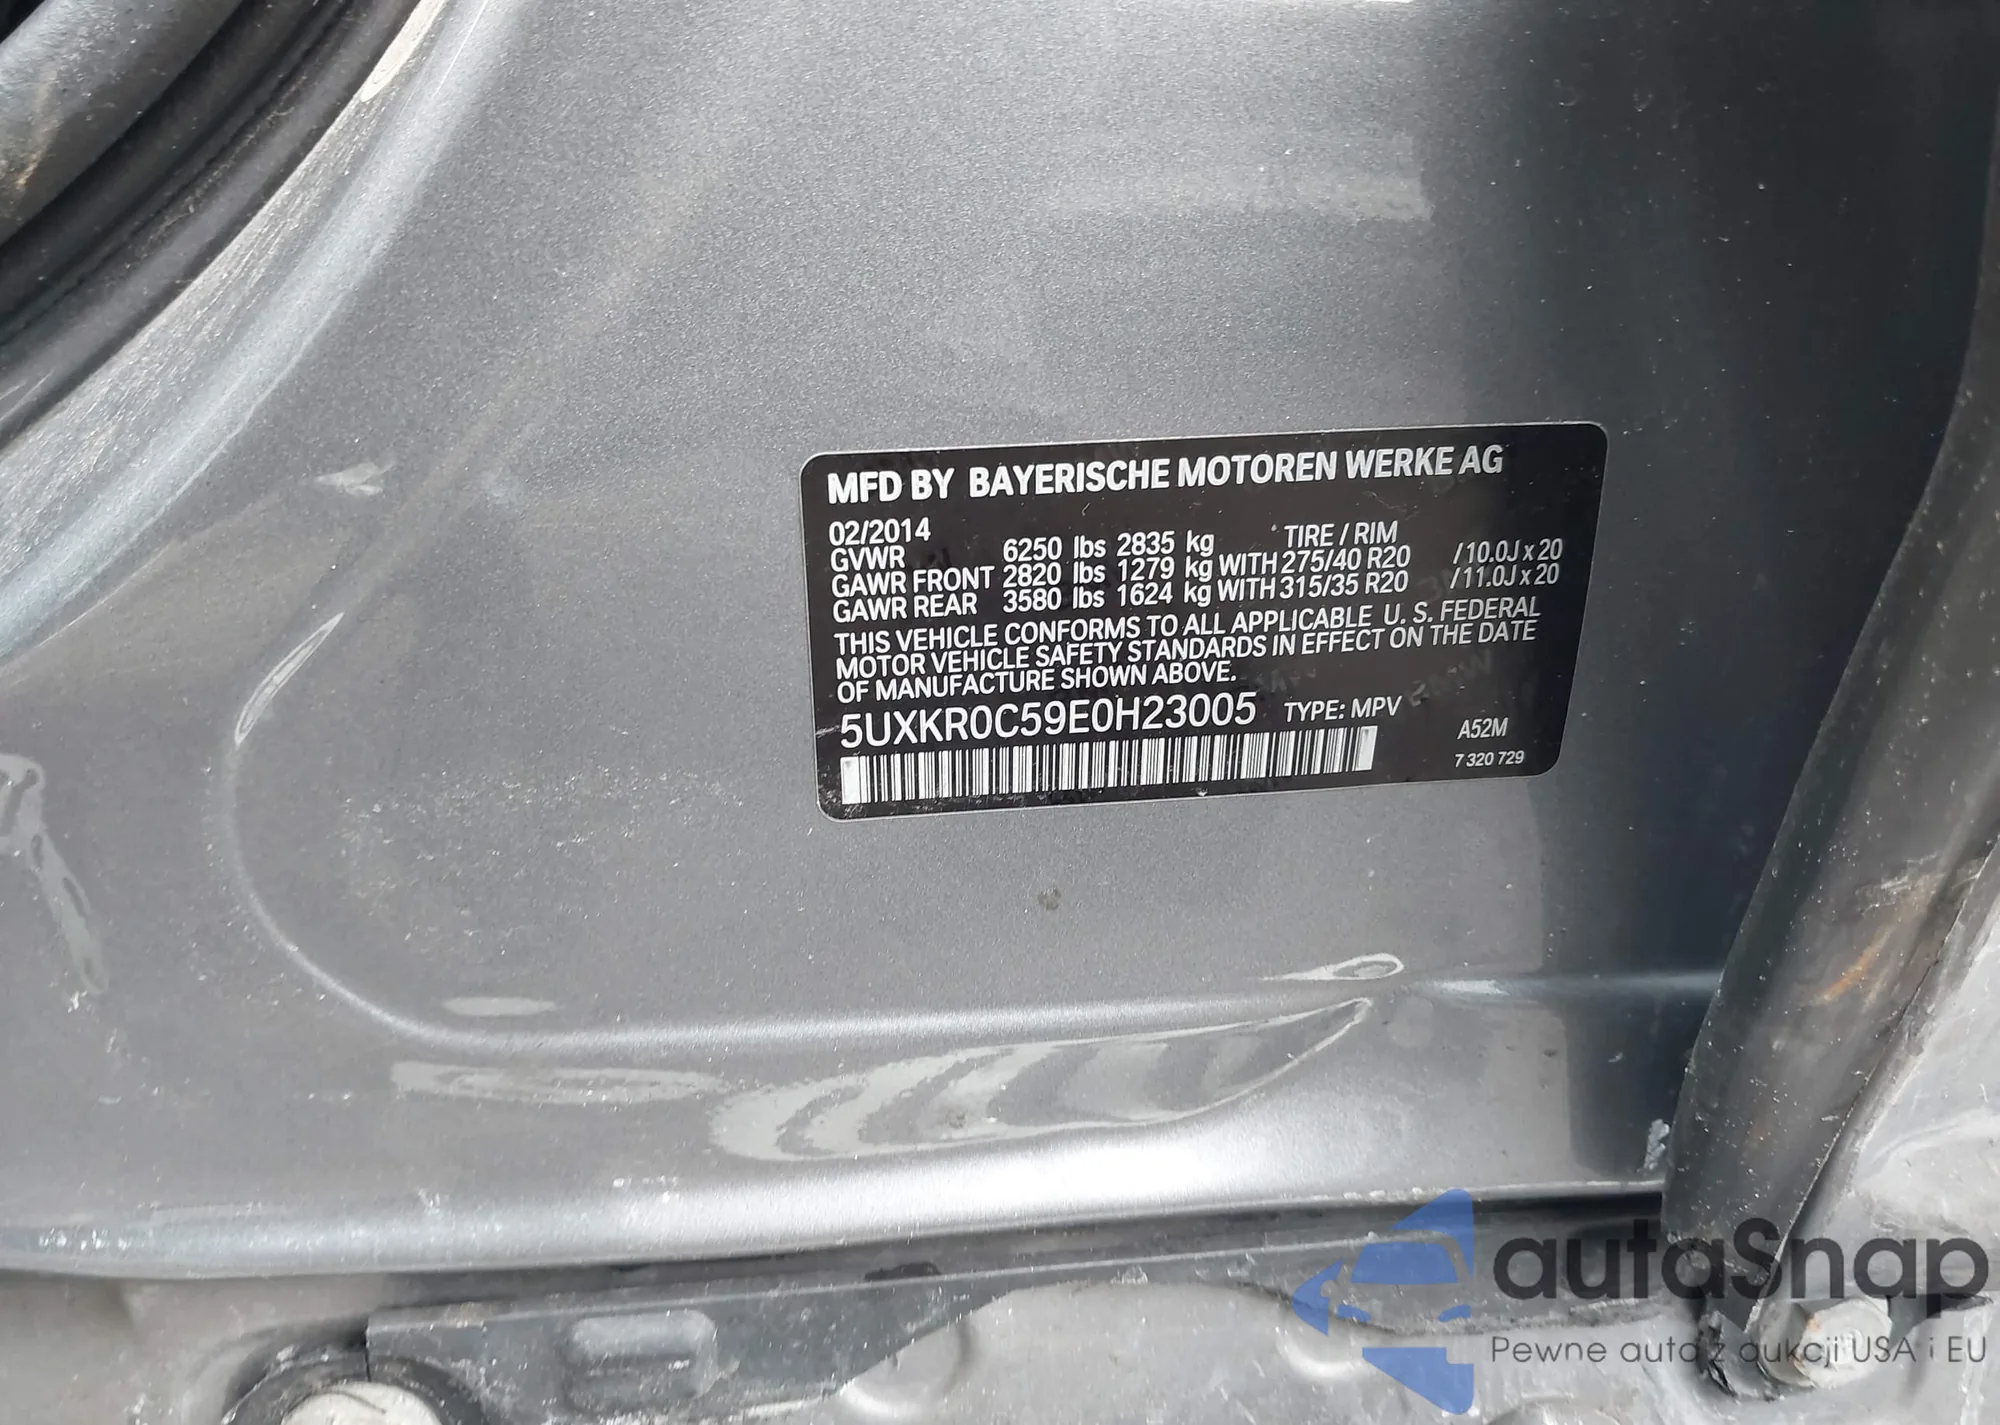 MFD BY BAYERISCHE MOTOREN WERKE AG
02/2014 TIRE / RIM
GVWR 6250 lbs 2835 kg
GAWR FRONT 2820 lbs 1279 kg WITH 275/40 R20 /10.0J x 20
GAWR REAR 3580 lbs 1624 kg WITH 315/35 R20 /11.0J x 20
THIS VEHICLE CONFORMS TO ALL APPLICABLE U. S. FEDERAL
MOTOR VEHICLE SAFETY STANDARDS IN EFFECT ON THE DATE
OF MANUFACTURE SHOWN ABOVE.
5UXKR0C59E0H23005 TYPE: MPV
A52M
7 320 729
autaSnap
Pewne auta z aukcji USA i EU